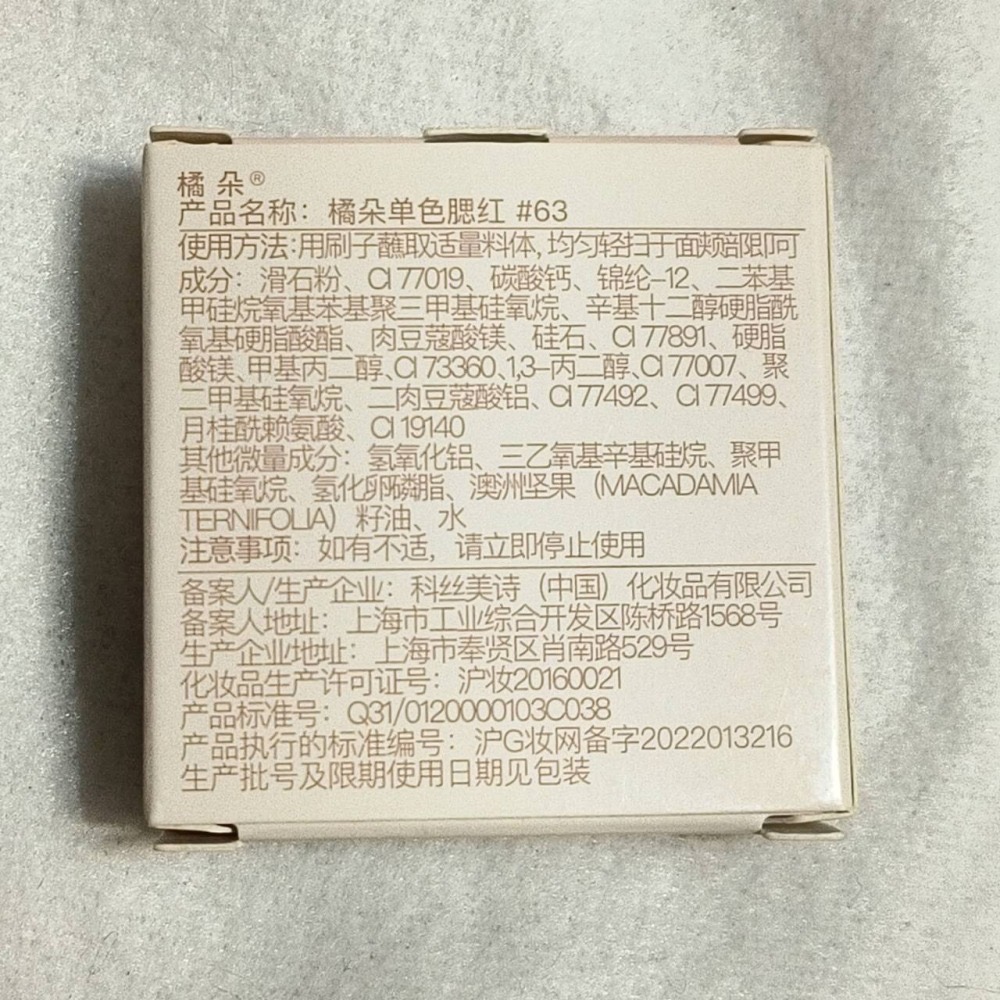 橘朵®
产品名称：橘朵单色腮红 #63
使用方法:用刷子蘸取适量料体,均匀轻扫于面颊部限即可
成分：滑石粉、CI 77019、碳酸钙、锦纶-12、二苯基
甲硅烷氧基苯基聚三甲基硅氧烷、辛基十二醇硬脂酰
氧基硬脂酸酯、肉豆蔻酸镁、硅石、CI 77891、硬脂
酸镁、甲基丙二醇、CI 73360、1,3-丙二醇、CI 77007、聚
二甲基硅氧烷、二肉豆蔻酸铝、CI 77492、CI 77499、
月桂酰赖氨酸、CI 19140
其他微量成分：氢氧化铝、三乙氧基辛基硅烷、聚甲
基硅氧烷、氢化卵磷脂、澳洲坚果（MACADAMIA
TERNIFOLIA）籽油、水
注意事项：如有不适，请立即停止使用
备案人/生产企业：科丝美诗（中国）化妆品有限公司
备案人地址：上海市工业综合开发区陈桥路1568号
生产企业地址：上海市奉贤区肖南路529号
化妆品生产许可证号：沪妆20160021
产品标准号：Q31/0120000103C038
产品执行的标准编号：沪G妆网备字2022013216
生产批号及限期使用日期见包装